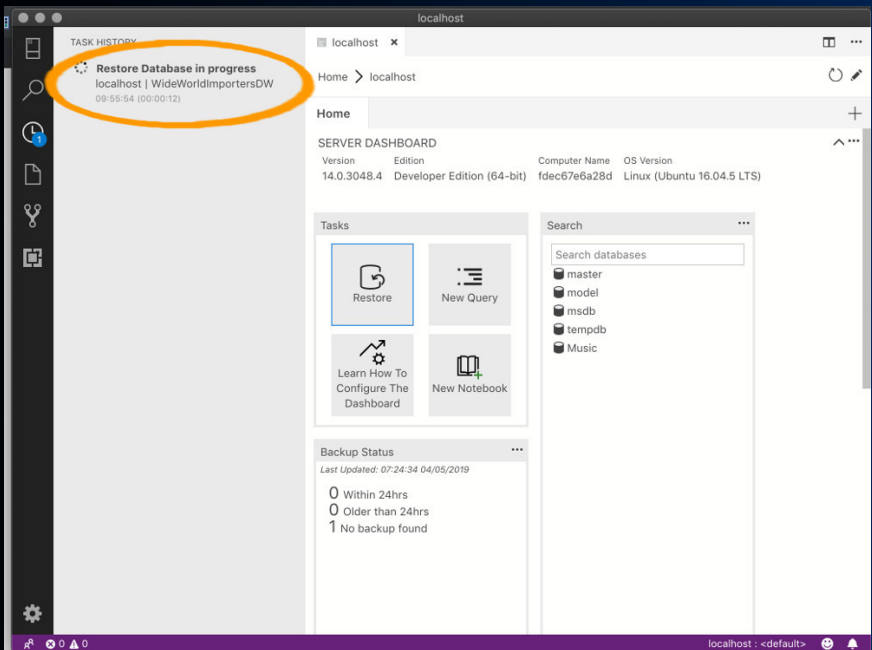 localhost
TASK HISTORY
Restore Database in progress
localhost | WideWorldImportersDW
09:55:54 (00:00:12)
1
localhost
Home localhost
Home
SERVER DASHBOARD
Version Edition Computer Name OS Version
14.0.3048.4 Developer Edition (64-bit) fdec67e6a28d Linux (Ubuntu 16.04.5 LTS)
Tasks
Restore
New Query
Learn How To
Configure The
Dashboard
New Notebook
Search
Search databases
master
model
msdb
tempdb
Music
Backup Status
Last Updated: 07:24:34 04/05/2019
0 Within 24hrs
0 Older than 24hrs
1 No backup found
0 0
localhost : <default>